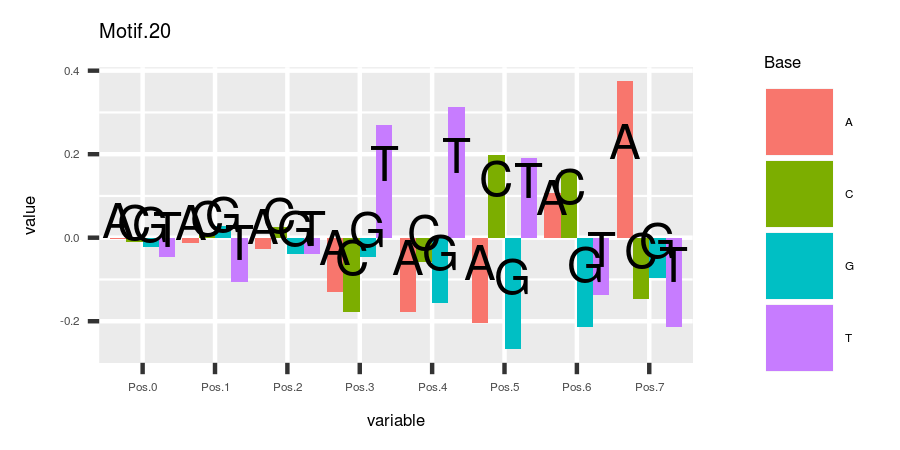 Motif.20
value
0.4
0.2
0.0
-0.2
A C G T A C G T A C G T A C G T A C G T A C G T A C G T A C G T
Pos.0 Pos.1 Pos.2 Pos.3 Pos.4 Pos.5 Pos.6 Pos.7
variable
Base
A
C
G
T